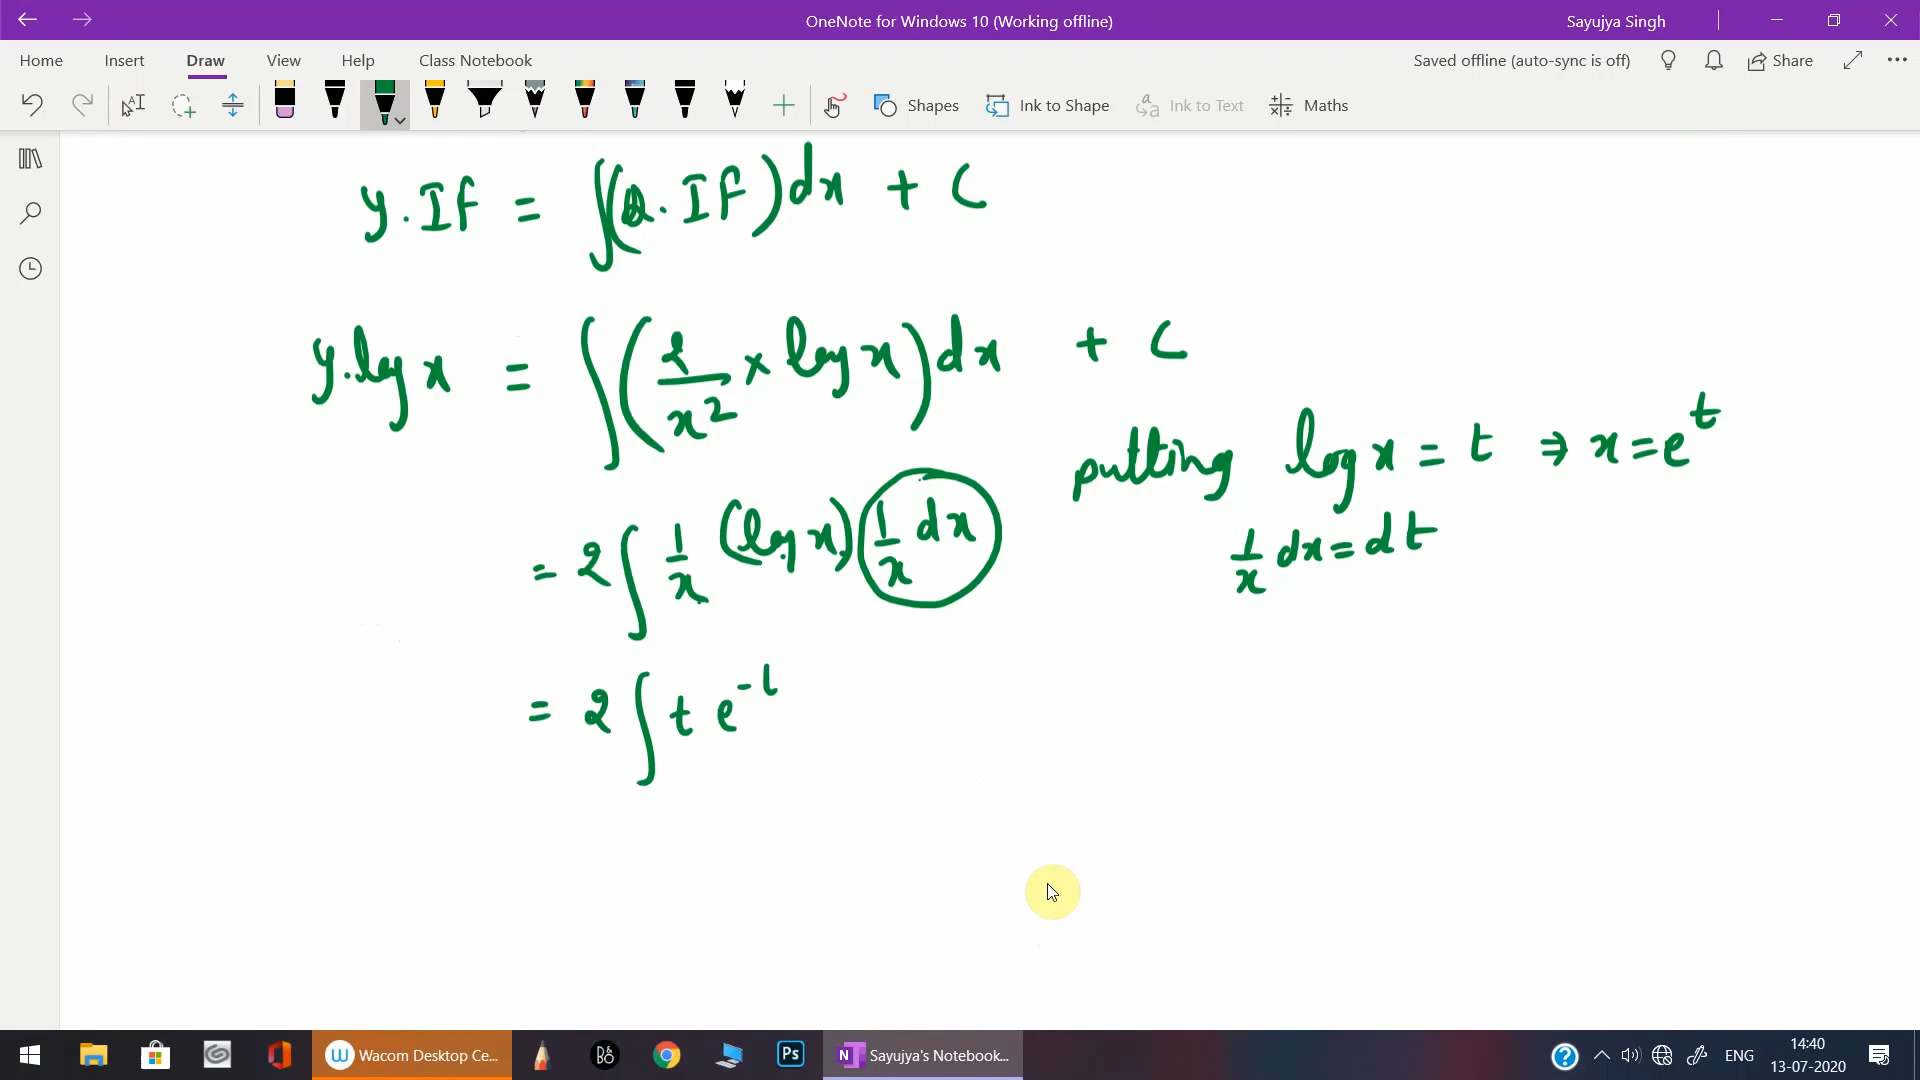 OneNote for Windows 10 (Working offline)
Sayujya Singh
Home Insert Draw View Help Class Notebook
Saved offline (auto-sync is off) Share
Shapes Ink to Shape Ink to Text Maths
y.IF = ∫(Q.IF)dx + C
y.log x = ∫(2/x² × log x)dx + C
putting log x = t ⇒ x = e^t
= 2∫ 1/x (log x) 1/x dx
1/x dx = dt
= 2∫ t e^-t
Wacom Desktop Ce...
Ps
N Sayujya's Notebook...
ENG
14:40
13-07-2020